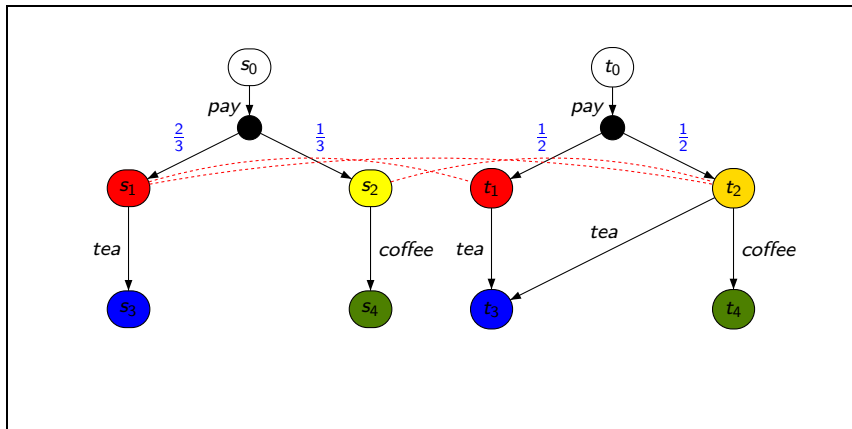 s0 t0
pay pay
2/3 1/3 1/2 1/2
s1 s2 t1 t2
tea coffee tea tea coffee
s3 s4 t3 t4